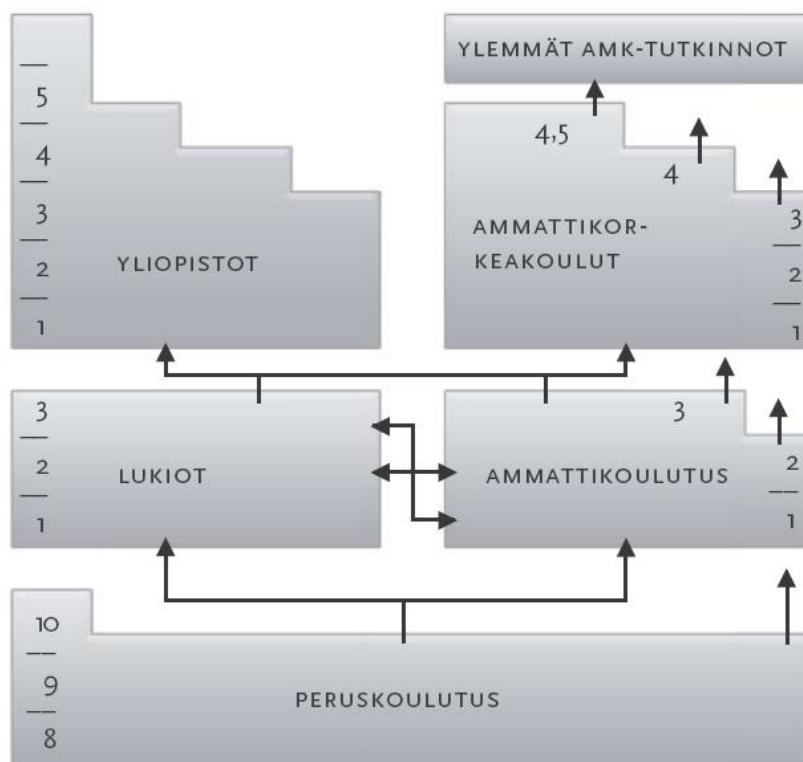 YLEMMÄT AMK-TUTKINNOT
5
4
3
2
1
YLIOPISTOT
4,5
4
3
2
1
AMMATTIKOR-
KEAKOULUT
3
2
1
LUKIOT
3
2
1
AMMATTIKOULUTUS
10
9
8
PERUSKOULUTUS